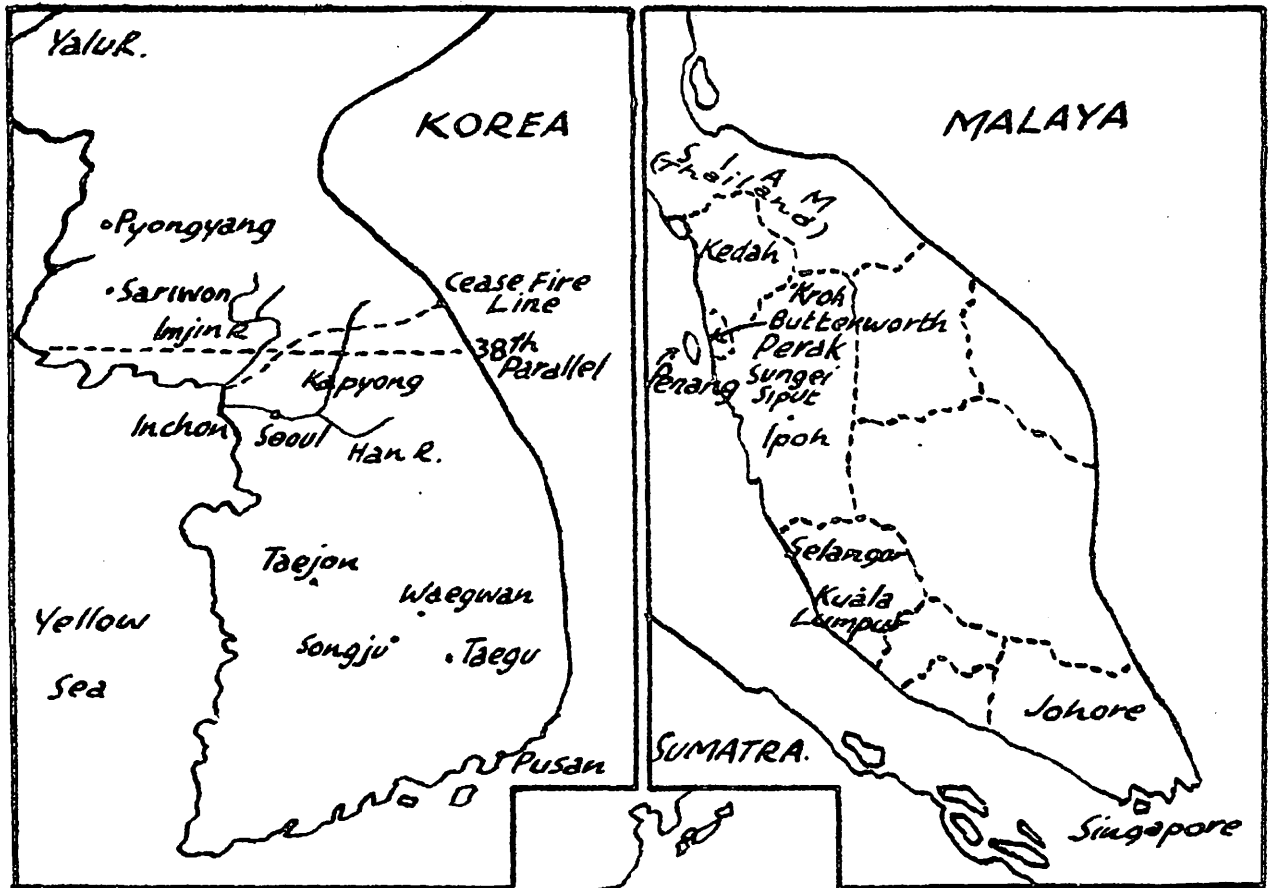 Yalu R.
KOREA
Pyongyang
Sariwon
Imjin R
Cease Fire
Line
38th
Parallel
Kapyong
Inchon
Seoul
Han R.
Taejon
Waegwan
Songju
Taegu
Yellow
Sea
Pusan
MALAYA
SIAM
(Thailand)
Kedah
Kroh
Butterworth
Perak
Penang
Sungei
Siput
Ipoh
Selangor
Kuala
Lumpur
Johore
SUMATRA.
Singapore